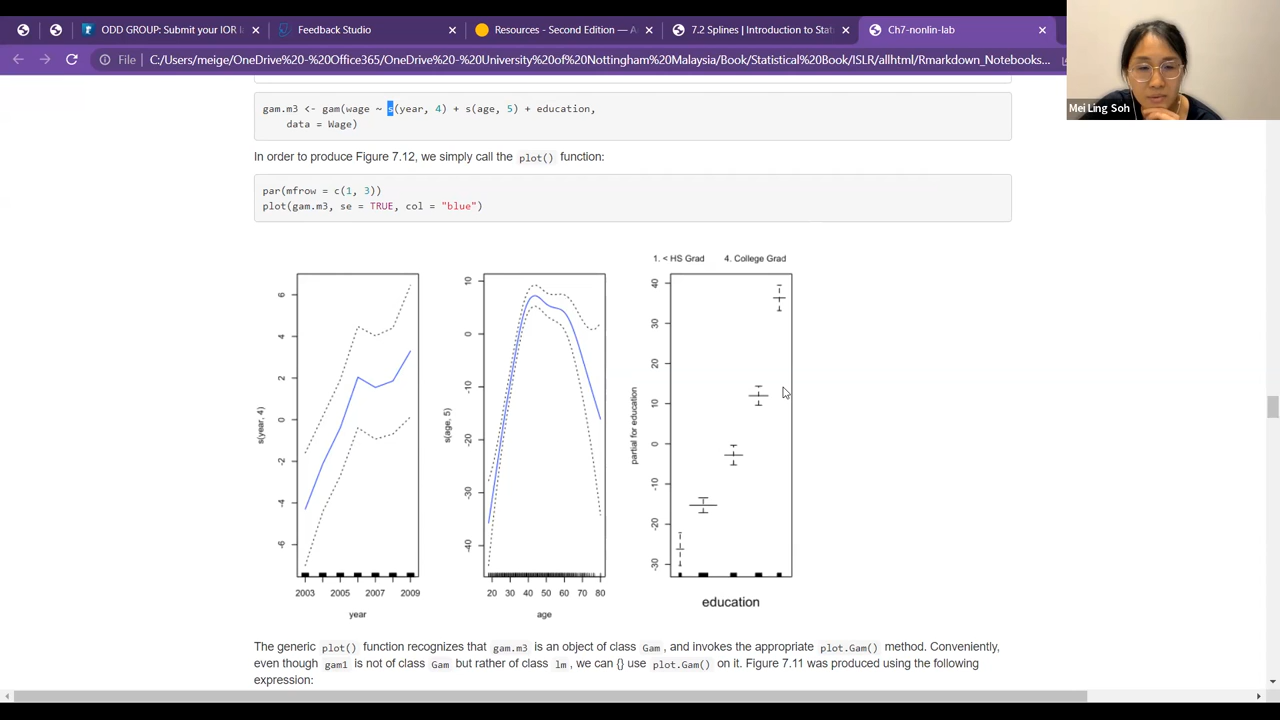 ODD GROUP: Submit your IOR
Feedback Studio
Resources - Second Edition — A
7.2 Splines | Introduction to Stat
Ch7-nonlin-lab
File
C:/Users/meige/OneDrive%20-%20Office365/OneDrive%20-%20University%20of%20Nottingham%20Malaysia/Book/Statistical%20Book/ISLR/allhtml/Rmarkdown_Notebooks...
Mei Ling Soh
gam.m3 <- gam(wage ~ s(year, 4) + s(age, 5) + education,
data = Wage)
In order to produce Figure 7.12, we simply call the plot() function:
par(mfrow = c(1, 3))
plot(gam.m3, se = TRUE, col = "blue")
1. < HS Grad 4. College Grad
s(year, 4)
6
4
2
0
-2
-4
-6
2003 2005 2007 2009
year
s(age, 5)
10
0
-10
-20
-30
-40
20 30 40 50 60 70 80
age
partial for education
40
30
20
10
0
-10
-20
-30
education
The generic plot() function recognizes that gam.m3 is an object of class Gam , and invokes the appropriate plot.Gam() method. Conveniently,
even though gam1 is not of class Gam but rather of class lm , we can {} use plot.Gam() on it. Figure 7.11 was produced using the following
expression: